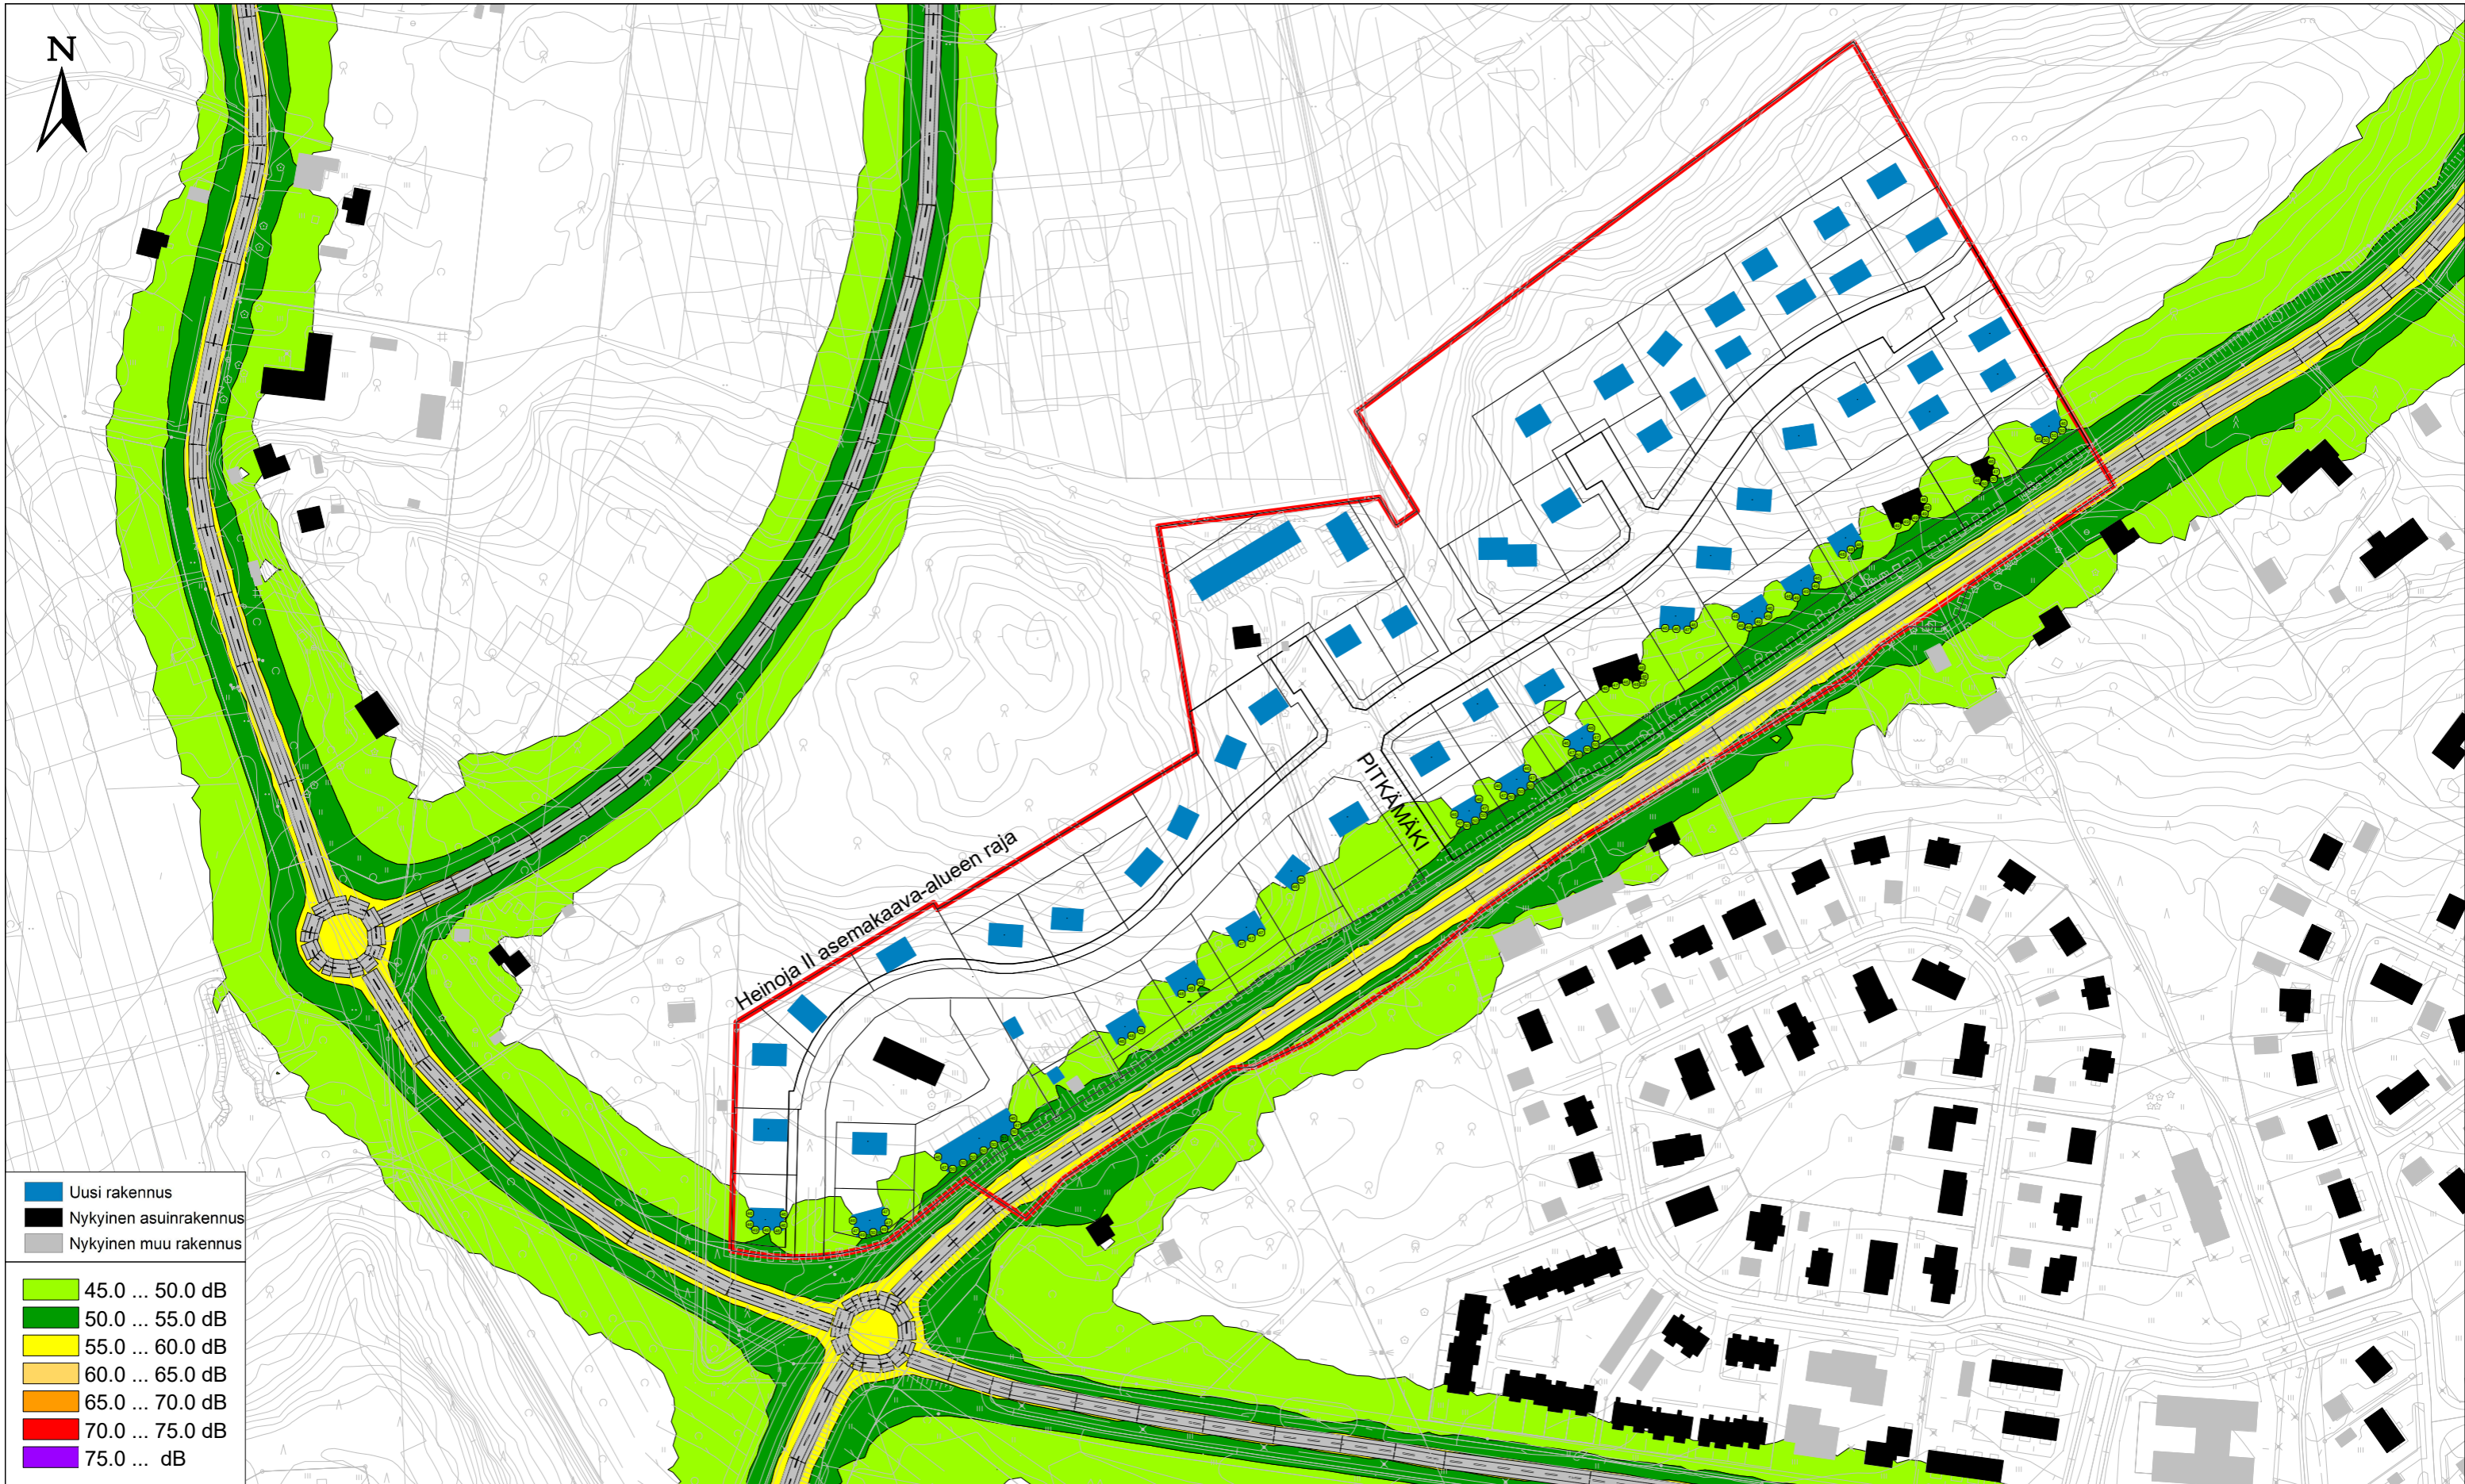 N
Heinoja II asemakaava-alueen raja
PITKÄMÄKI
Uusi rakennus
Nykyinen asuinrakennus
Nykyinen muu rakennus
45.0 ... 50.0 dB
50.0 ... 55.0 dB
55.0 ... 60.0 dB
60.0 ... 65.0 dB
65.0 ... 70.0 dB
70.0 ... 75.0 dB
75.0 ... dB